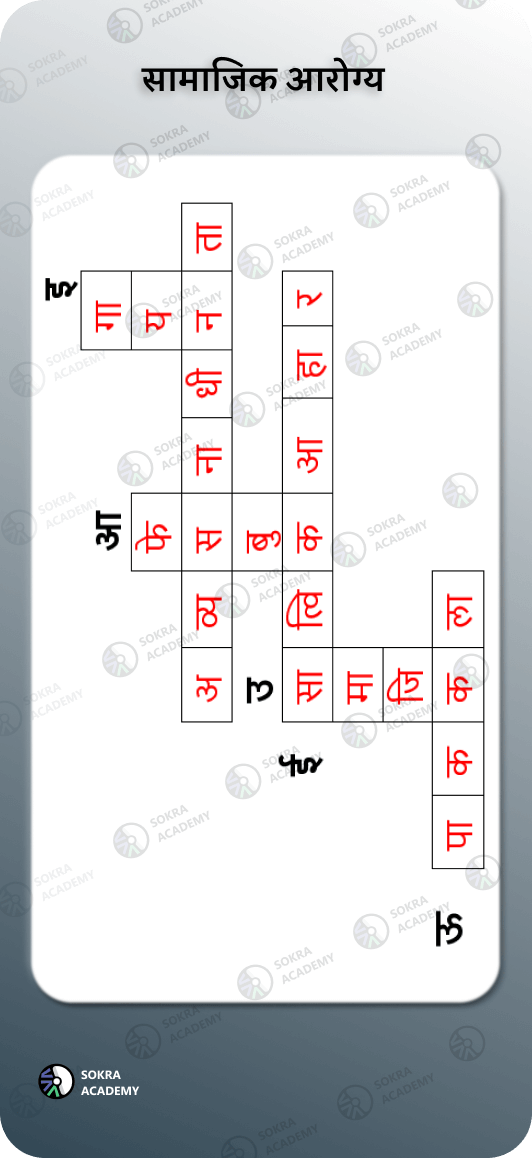 सामाजिक आरोग्य
इ
आ गा
फे य
अ व्य स ना धी न ता
उ बु
ई सा त्वि क आ हा र
मा
जि
ऊ पा क क ला
SOKRA
ACADEMY